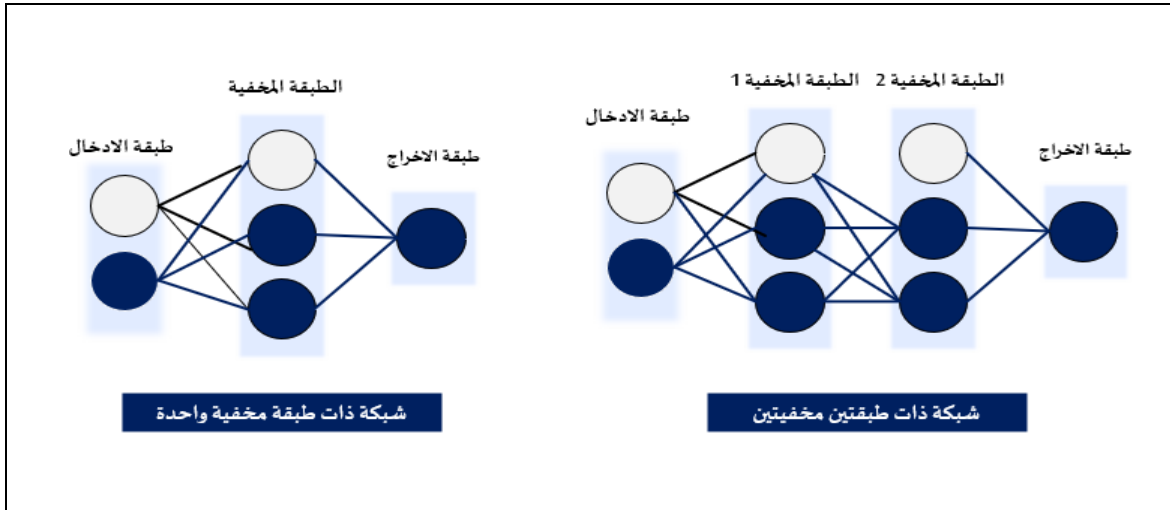 الطبقة المخفية
طبقة الادخال
طبقة الاخراج
شبكة ذات طبقة مخفية واحدة
الطبقة المخفية 1
الطبقة المخفية 2
طبقة الادخال
طبقة الاخراج
شبكة ذات طبقتين مخفيتين